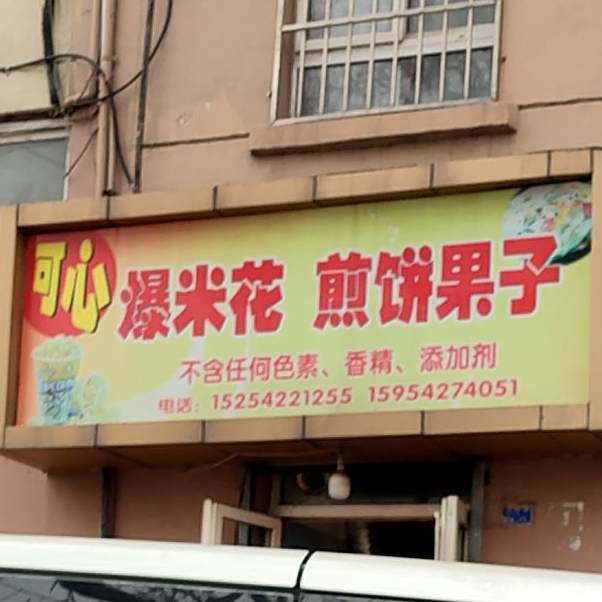 可心 爆米花 煎饼果子
不含任何色素、香精、添加剂
电话: 15254221255 15954274051